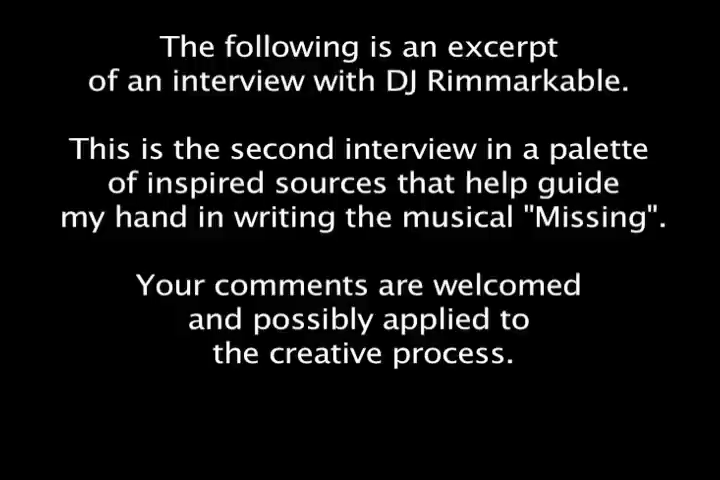 The following is an excerpt
of an interview with DJ Rimmarkable.
This is the second interview in a palette
of inspired sources that help guide
my hand in writing the musical "Missing".
Your comments are welcomed
and possibly applied to
the creative process.